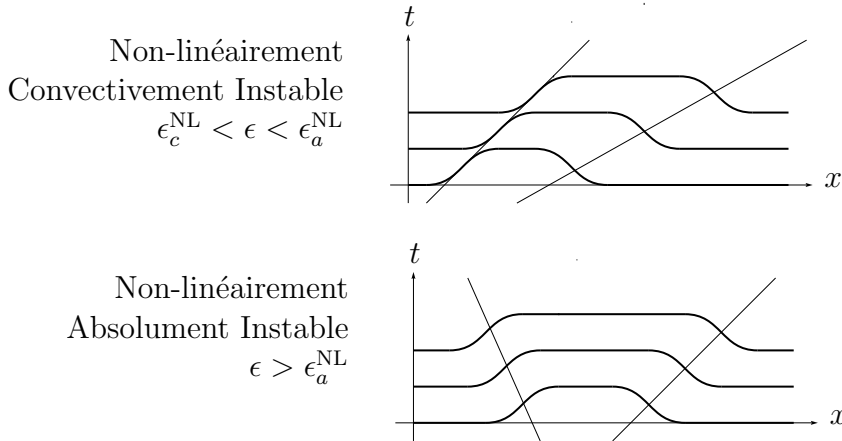 t
Non-linéairement
Convectivement Instable
ϵ_c^NL < ϵ < ϵ_a^NL
x
t
Non-linéairement
Absolument Instable
ϵ > ϵ_a^NL
x